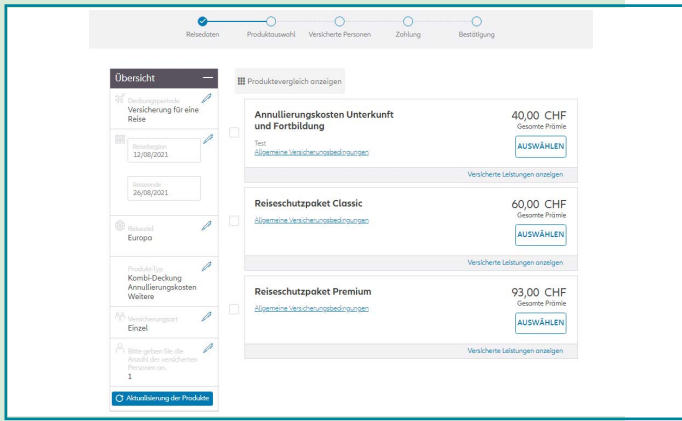 Reisedaten
Produktauswahl
Versicherte Personen
Zahlung
Bestätigung
Übersicht
Deckungsperiode
Versicherung für eine
Reise
Reisebeginn
12/08/2021
Reiseende
26/08/2021
Reiseziel
Europa
Produkt-Typ
Kombi-Deckung
Annullierungskosten
Weitere
Versicherungsart
Einzel
Bitte geben Sie die
Anzahl der versicherten
Personen an.
1
Aktualisierung der Produkte
Produktevergleich anzeigen
Annullierungskosten Unterkunft
und Fortbildung
Test
Allgemeine Versicherungsbedingungen
40,00 CHF
Gesamte Prämie
AUSWÄHLEN
Versicherte Leistungen anzeigen
Reiseschutzpaket Classic
Allgemeine Versicherungsbedingungen
60,00 CHF
Gesamte Prämie
AUSWÄHLEN
Versicherte Leistungen anzeigen
Reiseschutzpaket Premium
Allgemeine Versicherungsbedingungen
93,00 CHF
Gesamte Prämie
AUSWÄHLEN
Versicherte Leistungen anzeigen